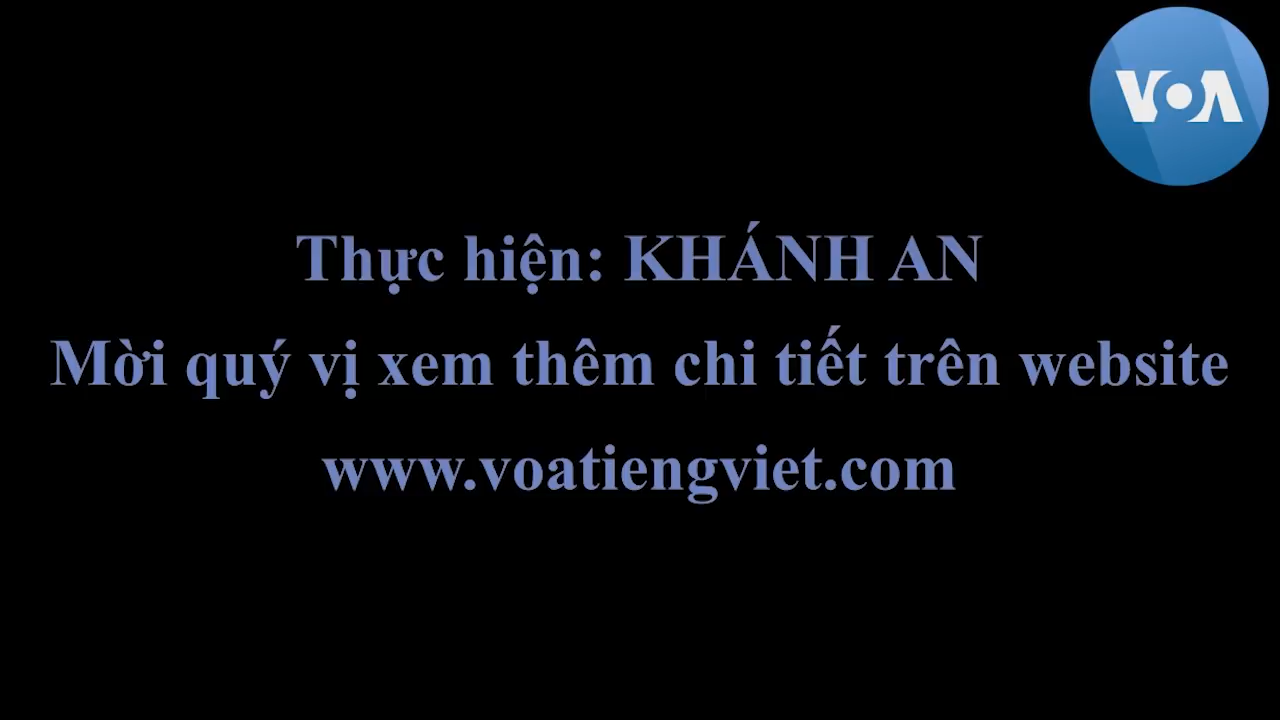 VOA
Thực hiện: KHÁNH AN
Mời quý vị xem thêm chi tiết trên website
www.voatiengviet.com